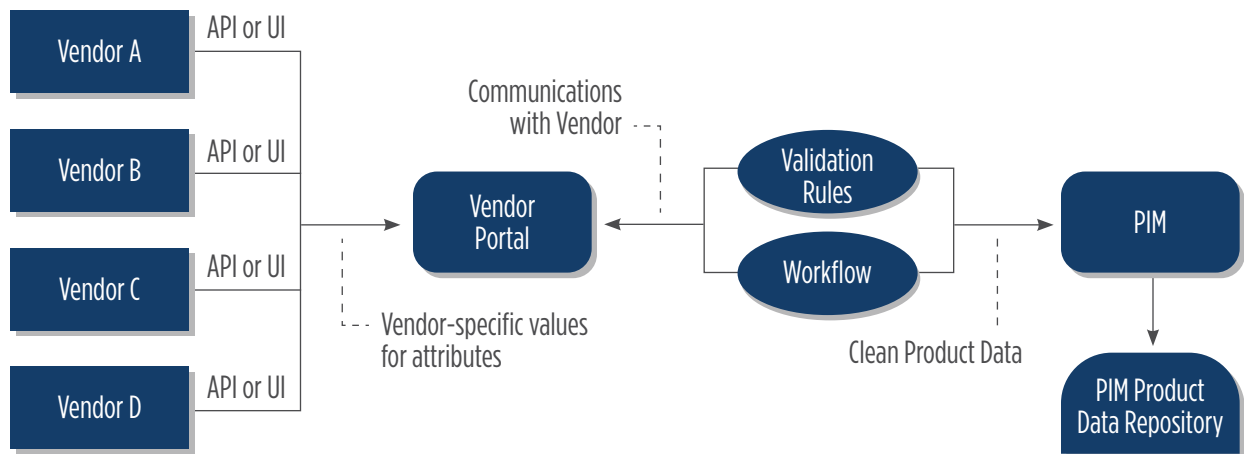 Vendor A
API or UI
Vendor B
API or UI
Vendor C
API or UI
Vendor D
API or UI
Vendor-specific values
for attributes
Vendor
Portal
Communications
with Vendor
Validation
Rules
Workflow
Clean Product Data
PIM
PIM Product
Data Repository